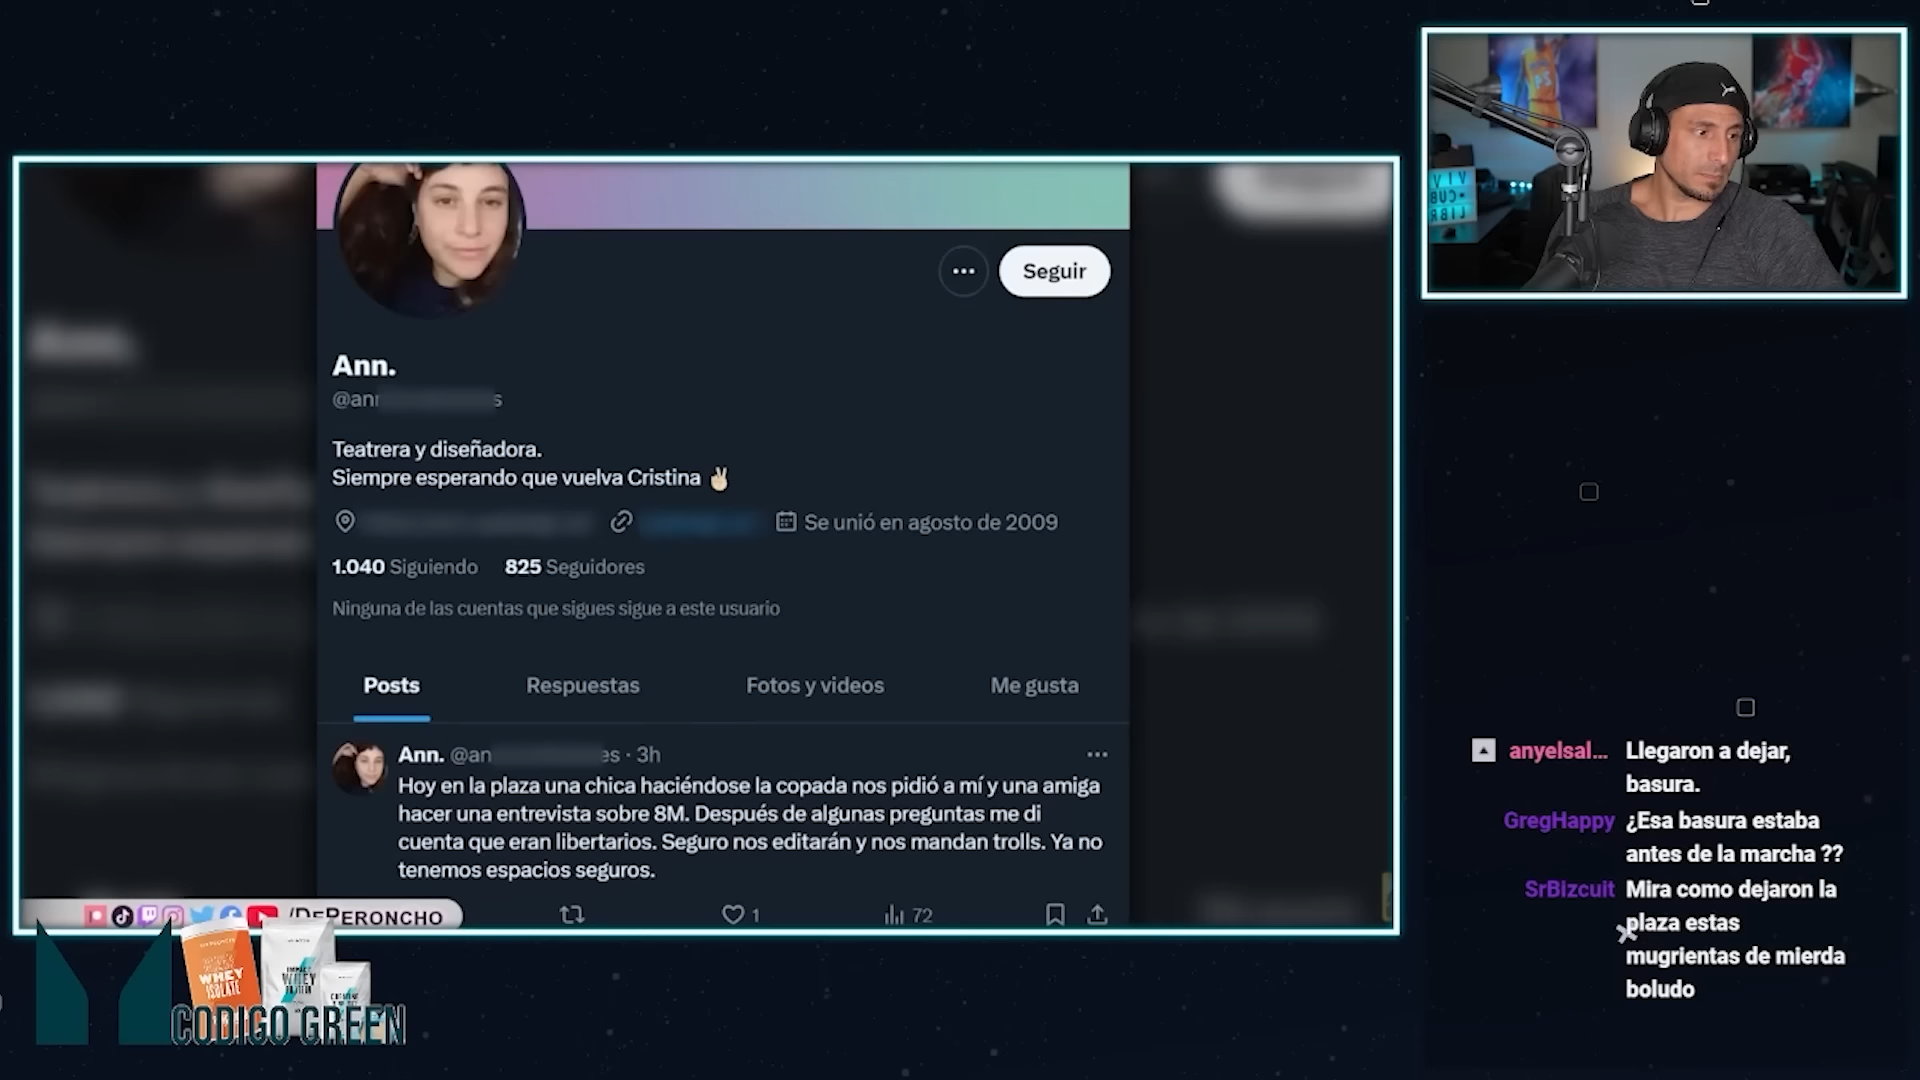 Seguir
Ann.
@ann s
Teatrera y diseñadora.
Siempre esperando que vuelva Cristina ✌🏻
Se unió en agosto de 2009
1.040 Siguiendo 825 Seguidores
Ninguna de las cuentas que sigues sigue a este usuario
Posts Respuestas Fotos y videos Me gusta
Ann. @an es · 3h
Hoy en la plaza una chica haciéndose la copada nos pidió a mí y una amiga
hacer una entrevista sobre 8M. Después de algunas preguntas me di
cuenta que eran libertarios. Seguro nos editarán y nos mandan trolls. Ya no
tenemos espacios seguros.
1 72
/DEPERONCHO
WHEY
ISOLATE
WHEY
CODIGO GREEN
anyelsal... Llegaron a dejar,
basura.
GregHappy ¿Esa basura estaba
antes de la marcha ??
SrBizcuit Mira como dejaron la
plaza estas
mugrientas de mierda
boludo